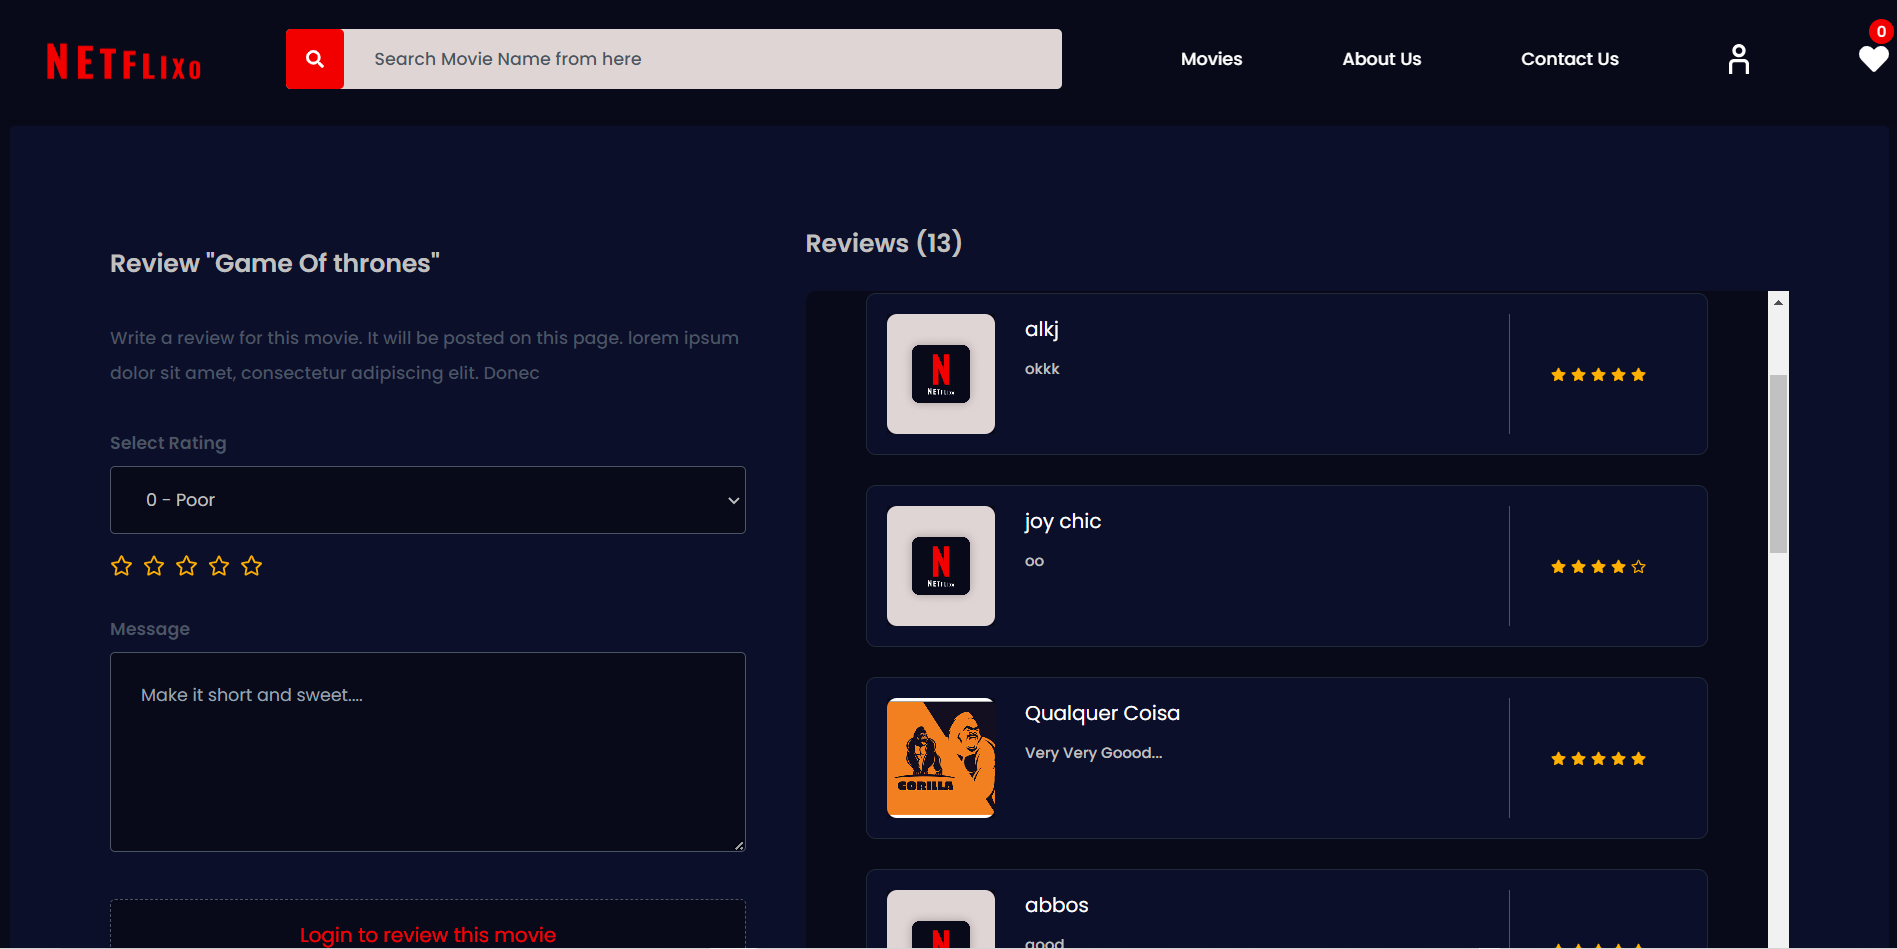 NETFLIXO
Search Movie Name from here
Movies
About Us
Contact Us
0
Review "Game Of thrones"
Write a review for this movie. It will be posted on this page. lorem ipsum
dolor sit amet, consectetur adipiscing elit. Donec
Select Rating
0 - Poor
Message
Make it short and sweet....
Login to review this movie
Reviews (13)
N
NETFLIXO
alkj
okkk
N
NETFLIXO
joy chic
oo
GORILLA
Qualquer Coisa
Very Very Goood...
N
abbos
good